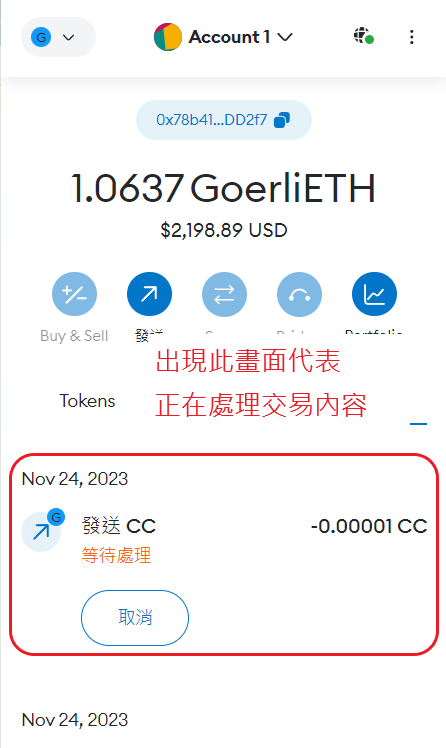 G
Account 1
0x78b41...DD2f7
1.0637 GoerliETH
$2,198.89 USD
Buy & Sell
發送
Portfolio
出現此畫面代表
正在處理交易內容
Tokens
Nov 24, 2023
G
發送 CC
-0.00001 CC
等待處理
取消
Nov 24, 2023